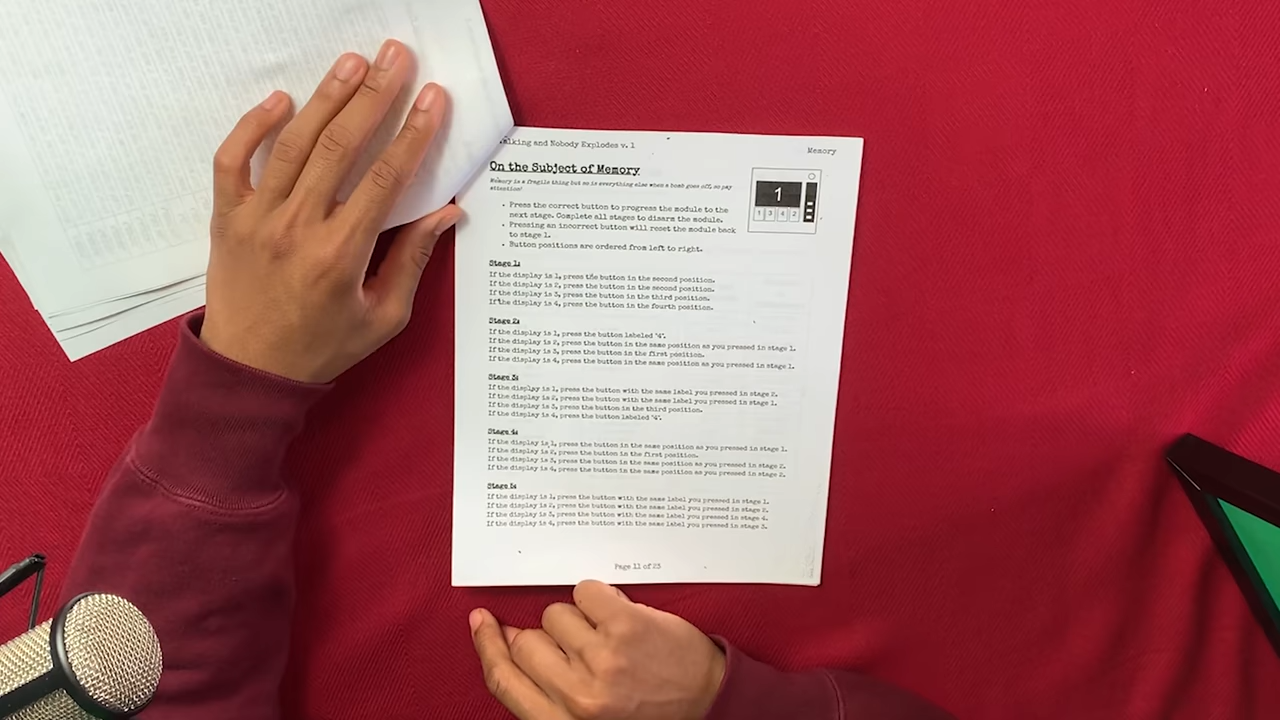 alking and Nobody Explodes v. 1
Memory
On the Subject of Memory
Memory is a fragile thing but so is everything else when a bomb goes off, so pay
attention!
• Press the correct button to progress the module to the
next stage. Complete all stages to disarm the module.
• Pressing an incorrect button will reset the module back
to stage 1.
• Button positions are ordered from left to right.
1
1 3 4 2
Stage 1:
If the display is 1, press the button in the second position.
If the display is 2, press the button in the second position.
If the display is 3, press the button in the third position.
If the display is 4, press the button in the fourth position.
Stage 2:
If the display is 1, press the button labeled '4'.
If the display is 2, press the button in the same position as you pressed in stage 1.
If the display is 3, press the button in the first position.
If the display is 4, press the button in the same position as you pressed in stage 1.
Stage 3:
If the display is 1, press the button with the same label you pressed in stage 2.
If the display is 2, press the button with the same label you pressed in stage 1.
If the display is 3, press the button in the third position.
If the display is 4, press the button labeled '4'.
Stage 4:
If the display is 1, press the button in the same position as you pressed in stage 1.
If the display is 2, press the button in the first position.
If the display is 3, press the button in the same position as you pressed in stage 2.
If the display is 4, press the button in the same position as you pressed in stage 2.
Stage 5:
If the display is 1, press the button with the same label you pressed in stage 1.
If the display is 2, press the button with the same label you pressed in stage 2.
If the display is 3, press the button with the same label you pressed in stage 4.
If the display is 4, press the button with the same label you pressed in stage 3.
Page 11 of 23